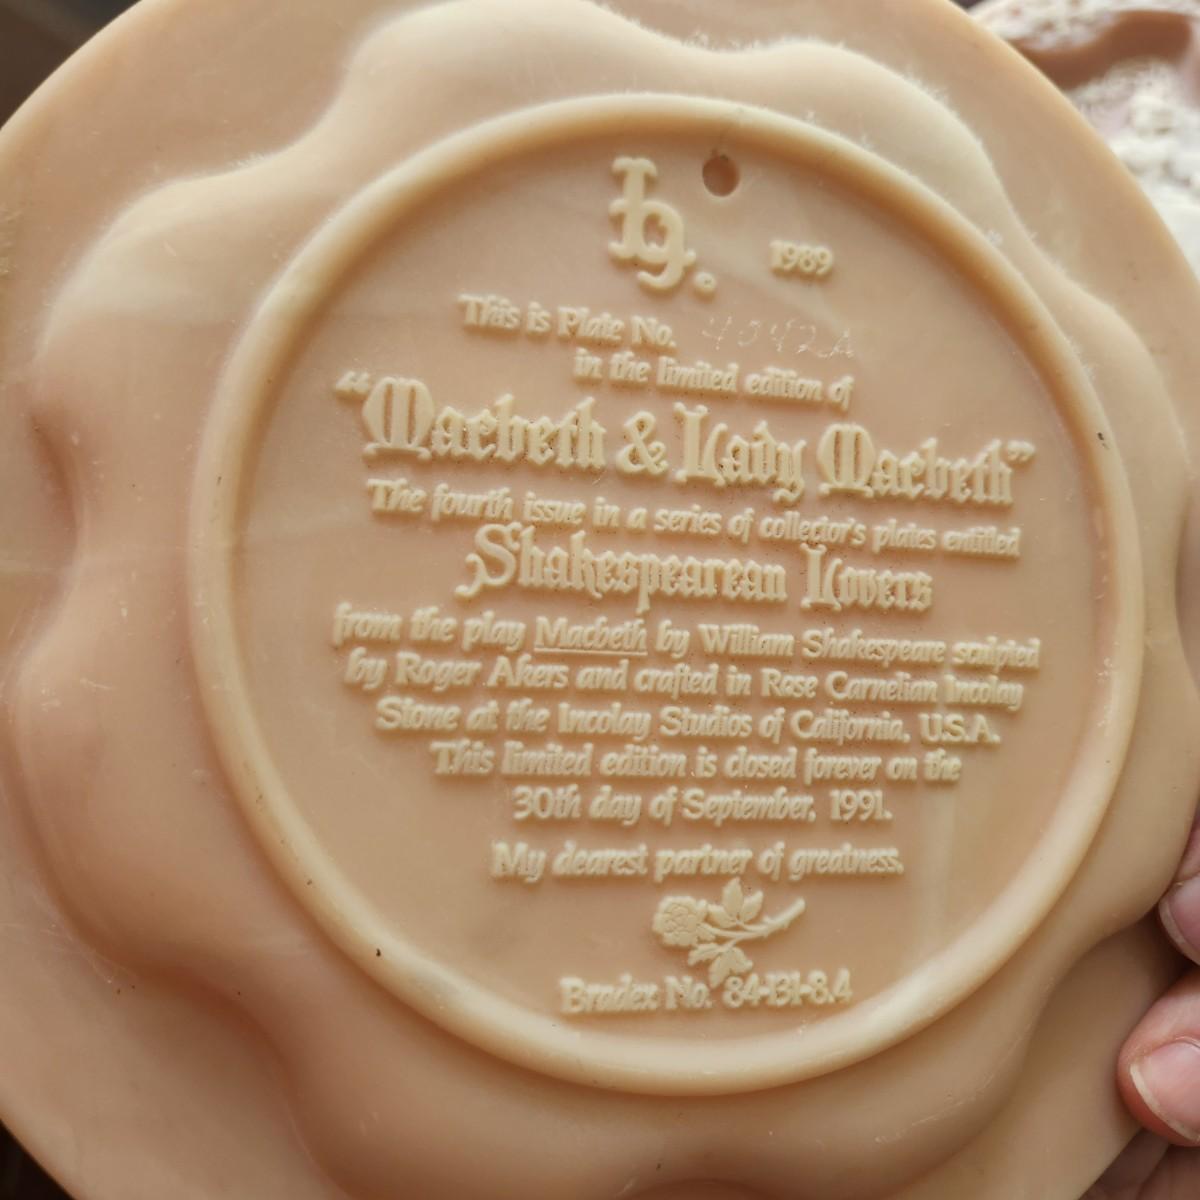 1989
This is Plate No. 4342A
in the limited edition of
“Macbeth & Lady Macbeth”
The fourth issue in a series of collector's plates entitled
Shakespearean Lovers
from the play Macbeth by William Shakespeare sculpted
by Roger Akers and crafted in Rose Carnelian Incolay
Stone at the Incolay Studios of California, U.S.A.
This limited edition is closed forever on the
30th day of September, 1991.
My dearest partner of greatness.
Bradex No. 84-I31-8.4